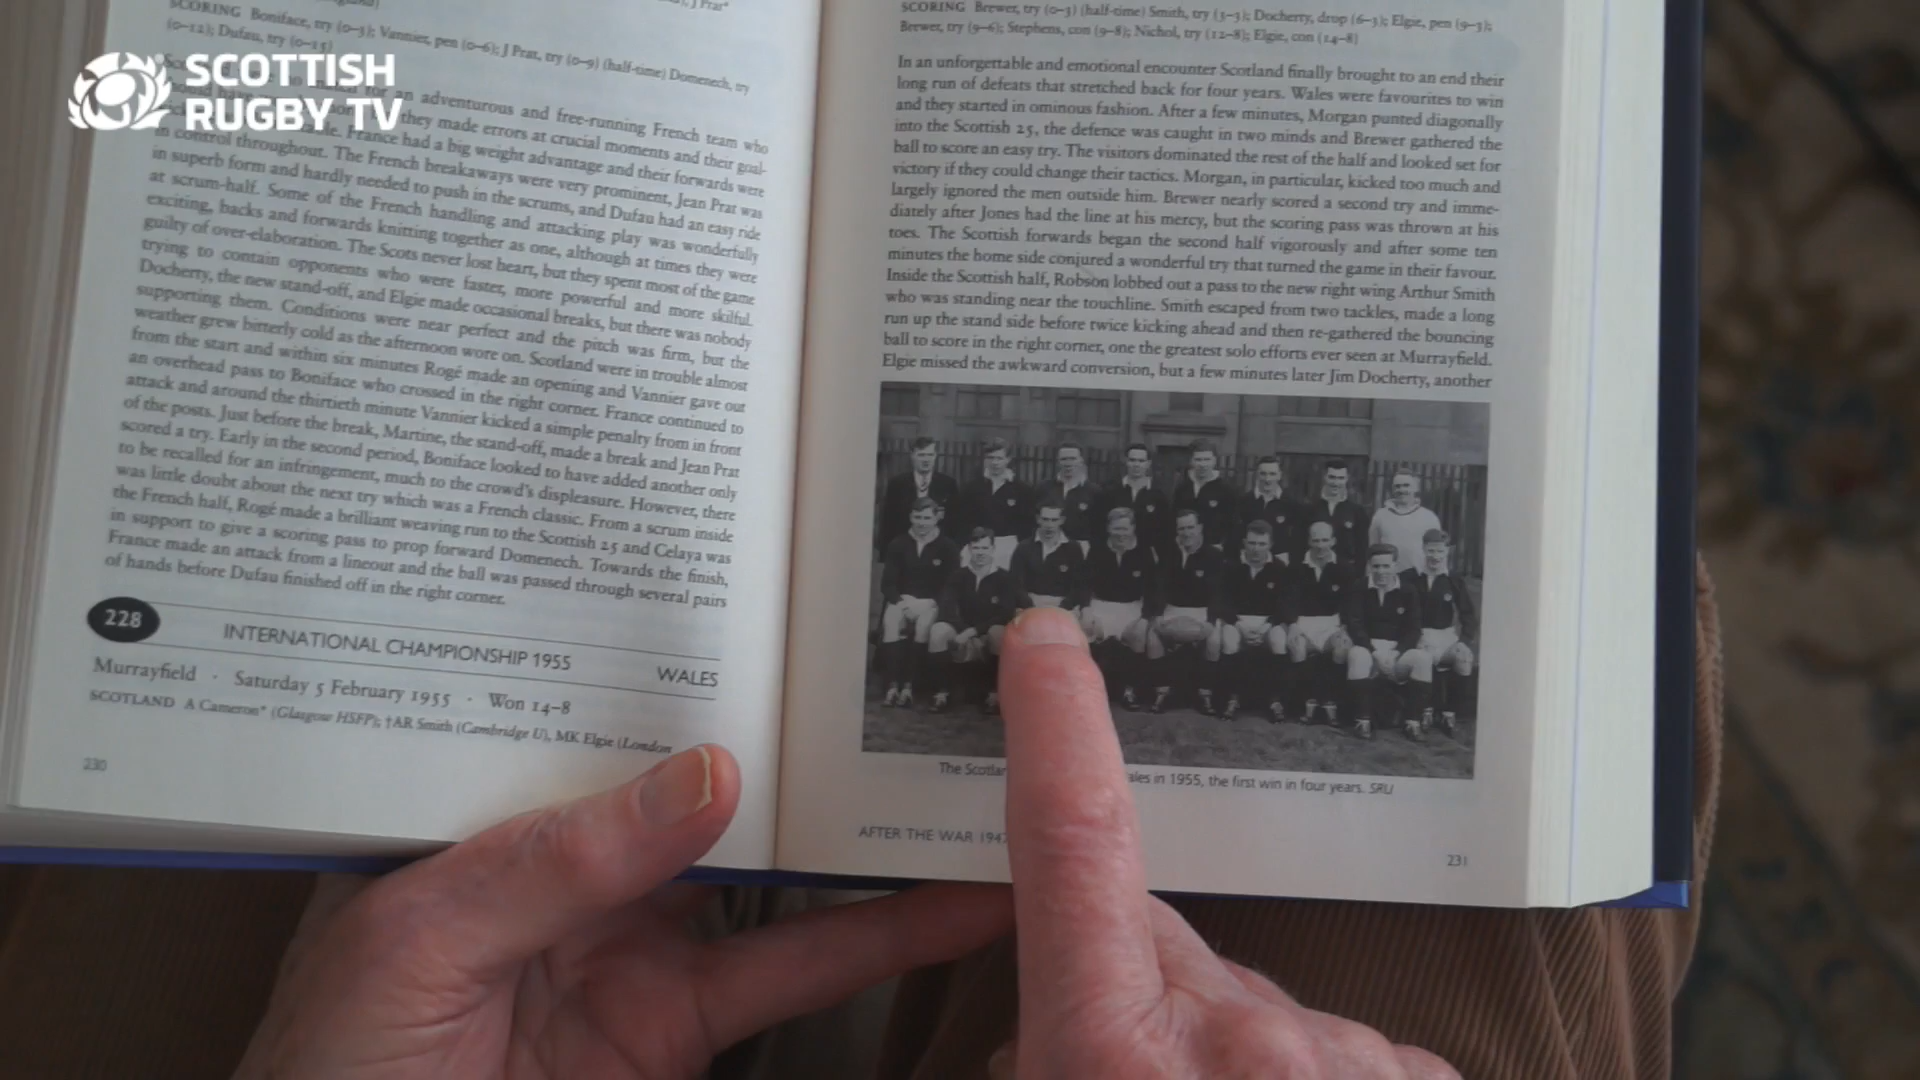 SCOTTISH
RUGBY TV
SCORING Boniface, try (0–3); Vannier, pen (0–6); J Prat, try (0–9) (half-time) Domenech, try
(0–12); Dufau, try (0–15)
for an adventurous and free-running French team who
they made errors at crucial moments and their goal-
France had a big weight advantage and their forwards were
in control throughout. The French breakaways were very prominent, Jean Prat was
in superb form and hardly needed to push in the scrums, and Dufau had an easy ride
at scrum-half. Some of the French handling and attacking play was wonderfully
exciting, backs and forwards knitting together as one, although at times they were
guilty of over-elaboration. The Scots never lost heart, but they spent most of the game
trying to contain opponents who were faster, more powerful and more skilful.
Docherty, the new stand-off, and Elgie made occasional breaks, but there was nobody
supporting them. Conditions were near perfect and the pitch was firm, but the
weather grew bitterly cold as the afternoon wore on. Scotland were in trouble almost
from the start and within six minutes Rogé made an opening and Vannier gave out
an overhead pass to Boniface who crossed in the right corner. France continued to
attack and around the thirtieth minute Vannier kicked a simple penalty from in front
of the posts. Just before the break, Martine, the stand-off, made a break and Jean Prat
scored a try. Early in the second period, Boniface looked to have added another only
to be recalled for an infringement, much to the crowd's displeasure. However, there
was little doubt about the next try which was a French classic. From a scrum inside
the French half, Rogé made a brilliant weaving run to the Scottish 25 and Celaya was
in support to give a scoring pass to prop forward Domenech. Towards the finish,
France made an attack from a lineout and the ball was passed through several pairs
of hands before Dufau finished off in the right corner.
228
INTERNATIONAL CHAMPIONSHIP 1955 WALES
Murrayfield · Saturday 5 February 1955 · Won 14–8
SCOTLAND A Cameron* (Glasgow HSFP); †AR Smith (Cambridge U), MK Elgie (London
230
SCORING Brewer, try (0–3) (half-time) Smith, try (3–3); Docherty, drop (6–3); Elgie, pen (9–3);
Brewer, try (9–6); Stephens, con (9–8); Nichol, try (12–8); Elgie, con (14–8)
In an unforgettable and emotional encounter Scotland finally brought to an end their
long run of defeats that stretched back for four years. Wales were favourites to win
and they started in ominous fashion. After a few minutes, Morgan punted diagonally
into the Scottish 25, the defence was caught in two minds and Brewer gathered the
ball to score an easy try. The visitors dominated the rest of the half and looked set for
victory if they could change their tactics. Morgan, in particular, kicked too much and
largely ignored the men outside him. Brewer nearly scored a second try and imme-
diately after Jones had the line at his mercy, but the scoring pass was thrown at his
toes. The Scottish forwards began the second half vigorously and after some ten
minutes the home side conjured a wonderful try that turned the game in their favour.
Inside the Scottish half, Robson lobbed out a pass to the new right wing Arthur Smith
who was standing near the touchline. Smith escaped from two tackles, made a long
run up the stand side before twice kicking ahead and then re-gathered the bouncing
ball to score in the right corner, one the greatest solo efforts ever seen at Murrayfield.
Elgie missed the awkward conversion, but a few minutes later Jim Docherty, another
The in 1955, the first win in four years. SRU
AFTER THE WAR
231